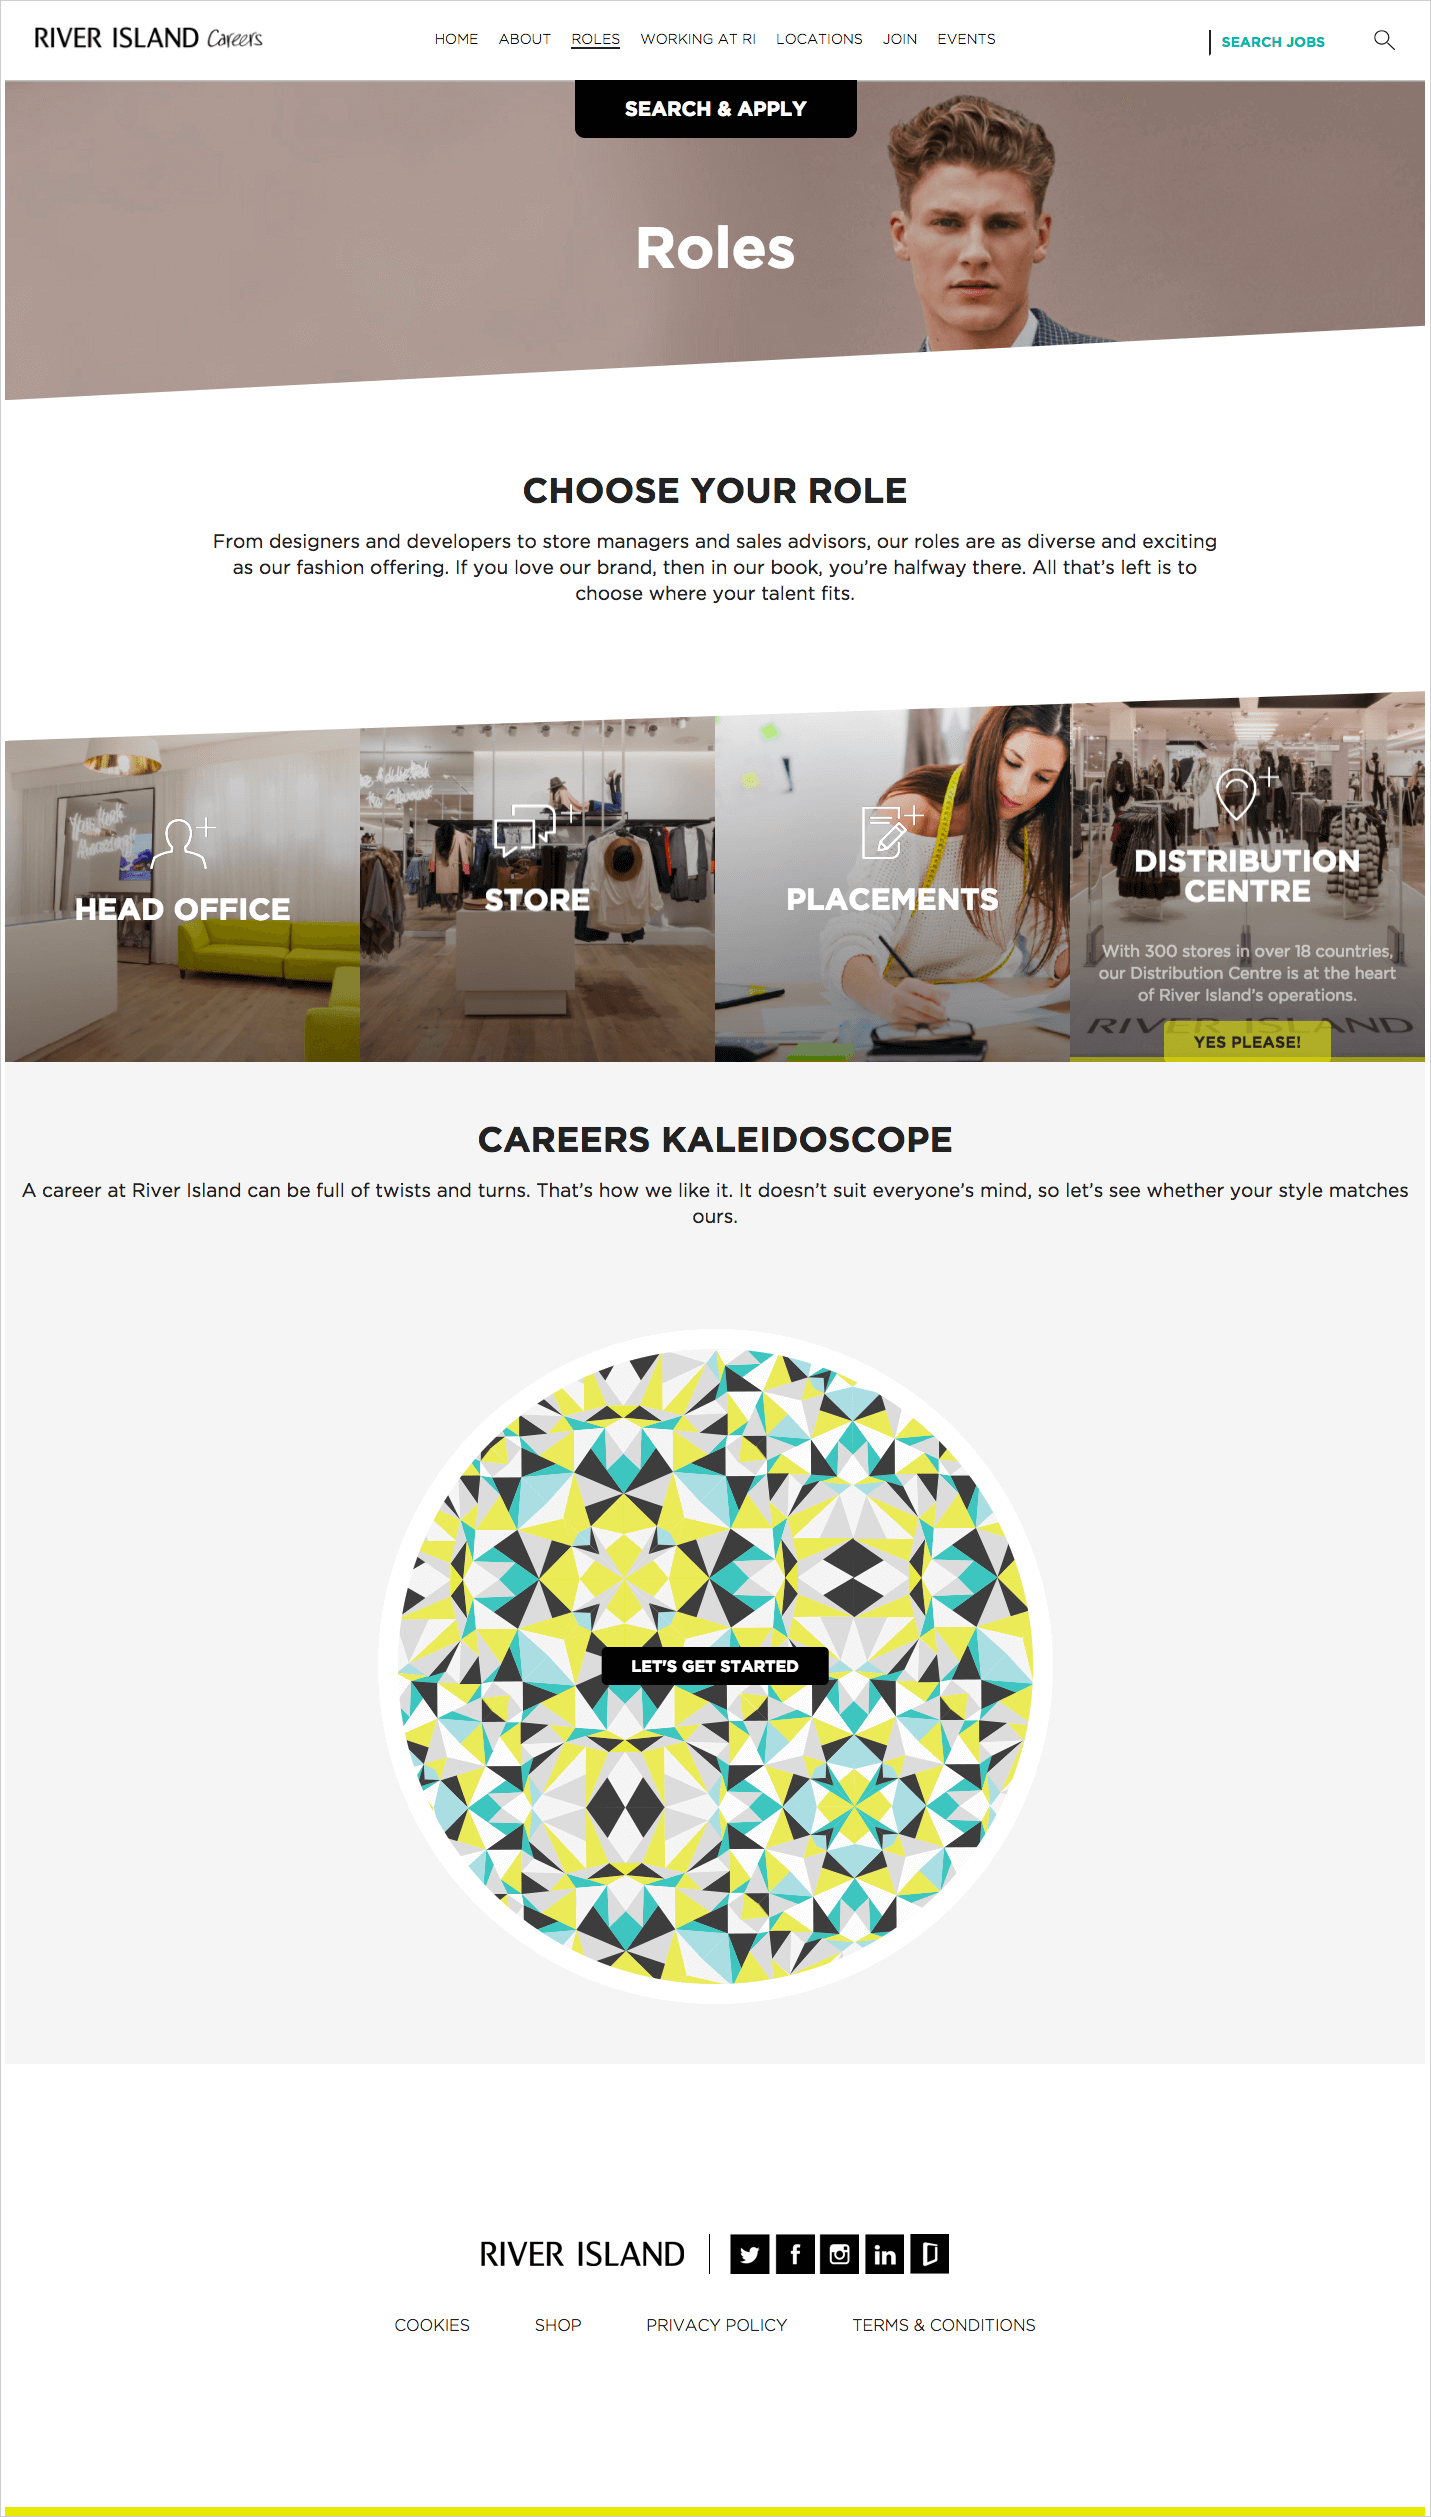 RIVER ISLAND Careers
HOME ABOUT ROLES WORKING AT RI LOCATIONS JOIN EVENTS
SEARCH JOBS
SEARCH & APPLY
Roles
CHOOSE YOUR ROLE
From designers and developers to store managers and sales advisors, our roles are as diverse and exciting
as our fashion offering. If you love our brand, then in our book, you’re halfway there. All that’s left is to
choose where your talent fits.
HEAD OFFICE
STORE
PLACEMENTS
DISTRIBUTION
CENTRE
With 300 stores in over 18 countries,
our Distribution Centre is at the heart
of River Island’s operations.
RIVER ISLAND
YES PLEASE!
CAREERS KALEIDOSCOPE
A career at River Island can be full of twists and turns. That’s how we like it. It doesn’t suit everyone’s mind, so let’s see whether your style matches
ours.
LET'S GET STARTED
RIVER ISLAND
COOKIES SHOP PRIVACY POLICY TERMS & CONDITIONS